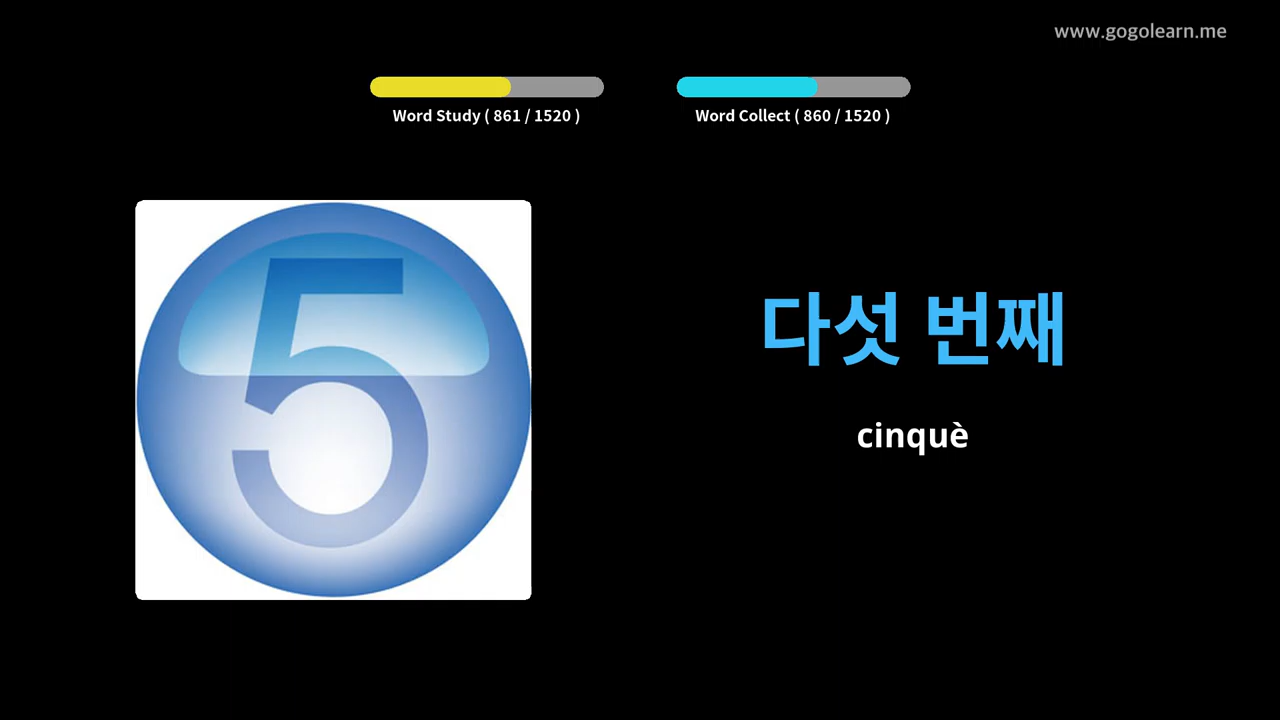 www.gogolearn.me
Word Study ( 861 / 1520 )
Word Collect ( 860 / 1520 )
5
다섯 번째
cinquè